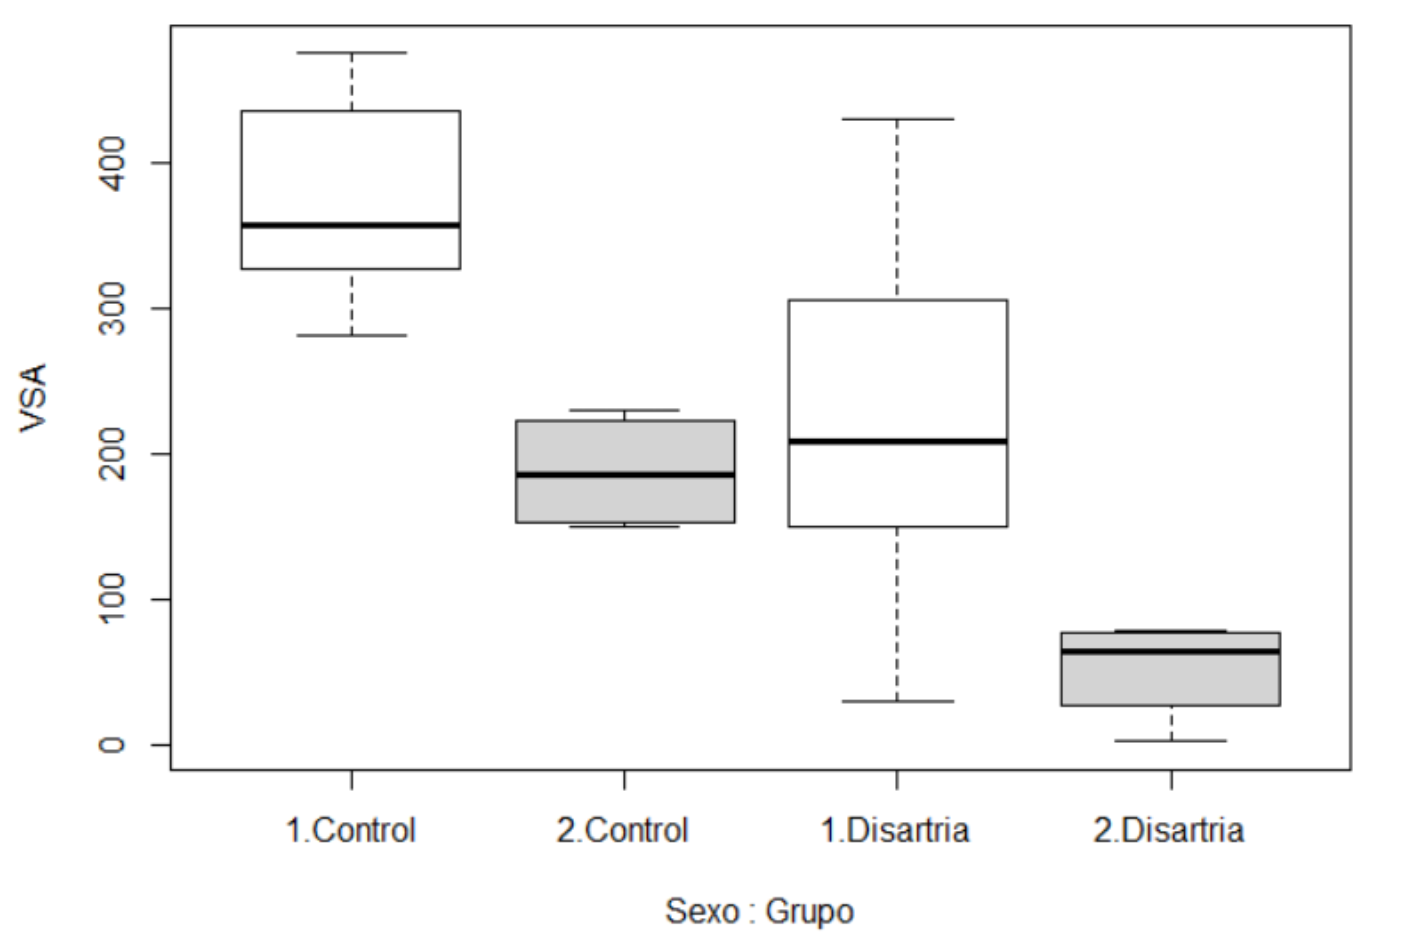 VSA
400
300
200
100
0
1.Control
2.Control
1.Disartria
2.Disartria
Sexo : Grupo